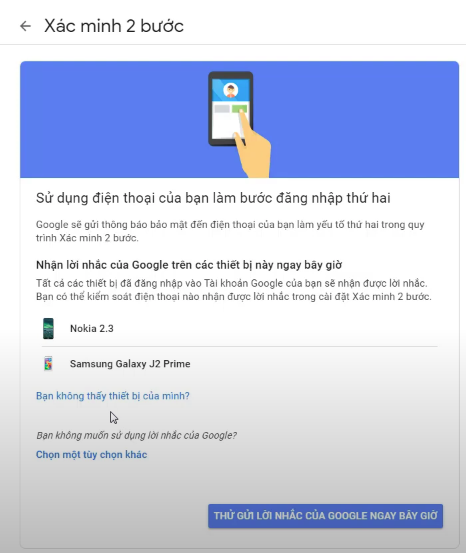 Xác minh 2 bước
Sử dụng điện thoại của bạn làm bước đăng nhập thứ hai
Google sẽ gửi thông báo bảo mật đến điện thoại của bạn làm yếu tố thứ hai trong quy
trình Xác minh 2 bước.
Nhận lời nhắc của Google trên các thiết bị này ngay bây giờ
Tất cả các thiết bị đã đăng nhập vào Tài khoản Google của bạn sẽ nhận được lời nhắc.
Bạn có thể kiểm soát điện thoại nào nhận được lời nhắc trong cài đặt Xác minh 2 bước.
Nokia 2.3
Samsung Galaxy J2 Prime
Bạn không thấy thiết bị của mình?
Bạn không muốn sử dụng lời nhắc của Google?
Chọn một tùy chọn khác
THỬ GỬI LỜI NHẮC CỦA GOOGLE NGAY BÂY GIỜ